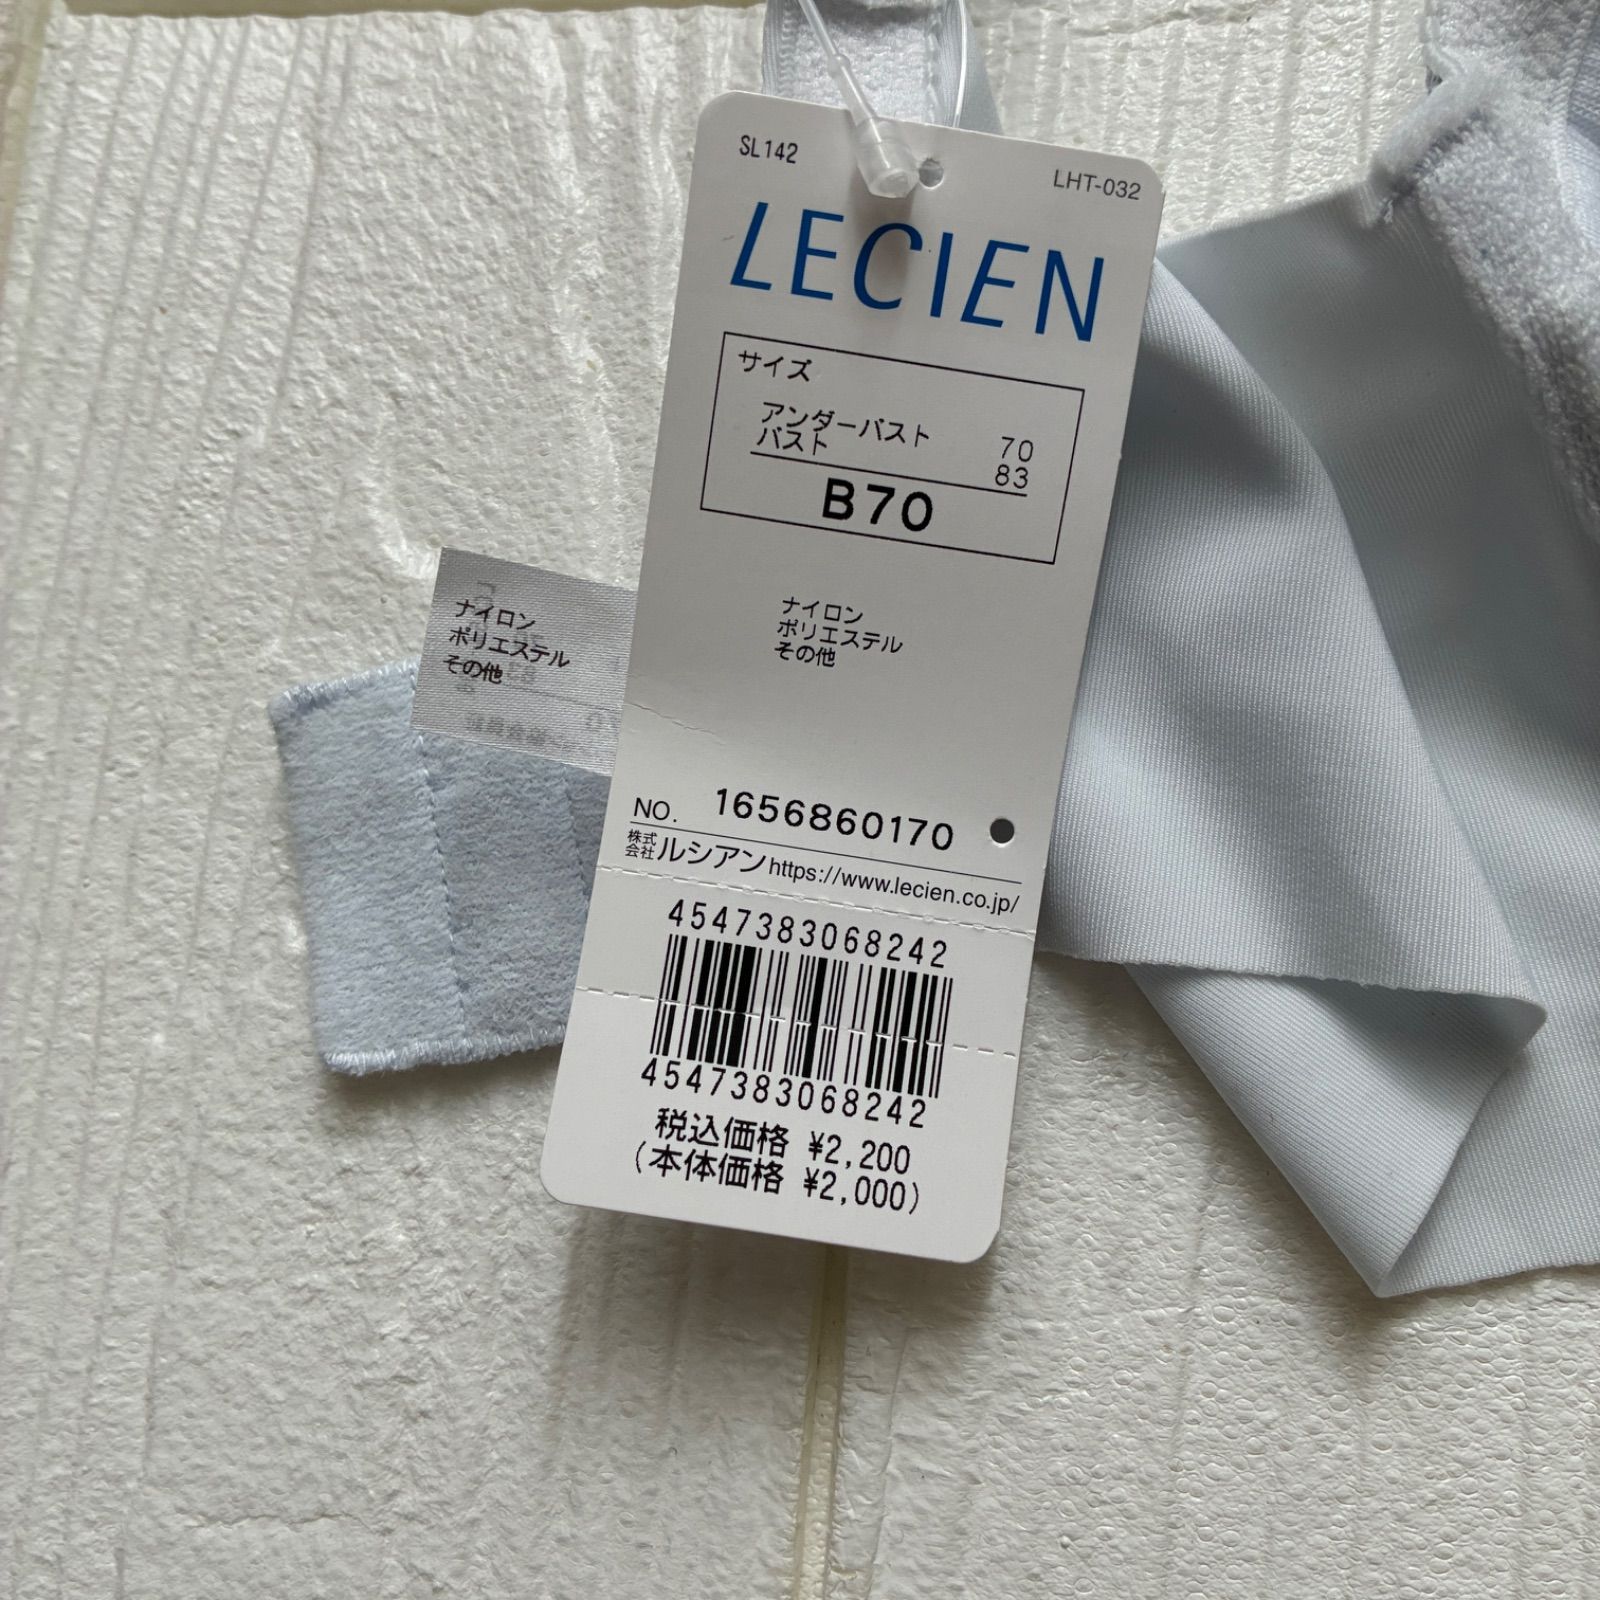 SL142
LHT-032
LECIEN
サイズ
アンダーバスト 70
バスト 83
B70
ナイロン
ポリエステル
その他
ナイロン
ポリエステル
その他
NO. 1656860170
株式会社 ルシアン https://www.lecien.co.jp/
4547383068242
4547383068242
税込価格 ¥2,200
(本体価格 ¥2,000)